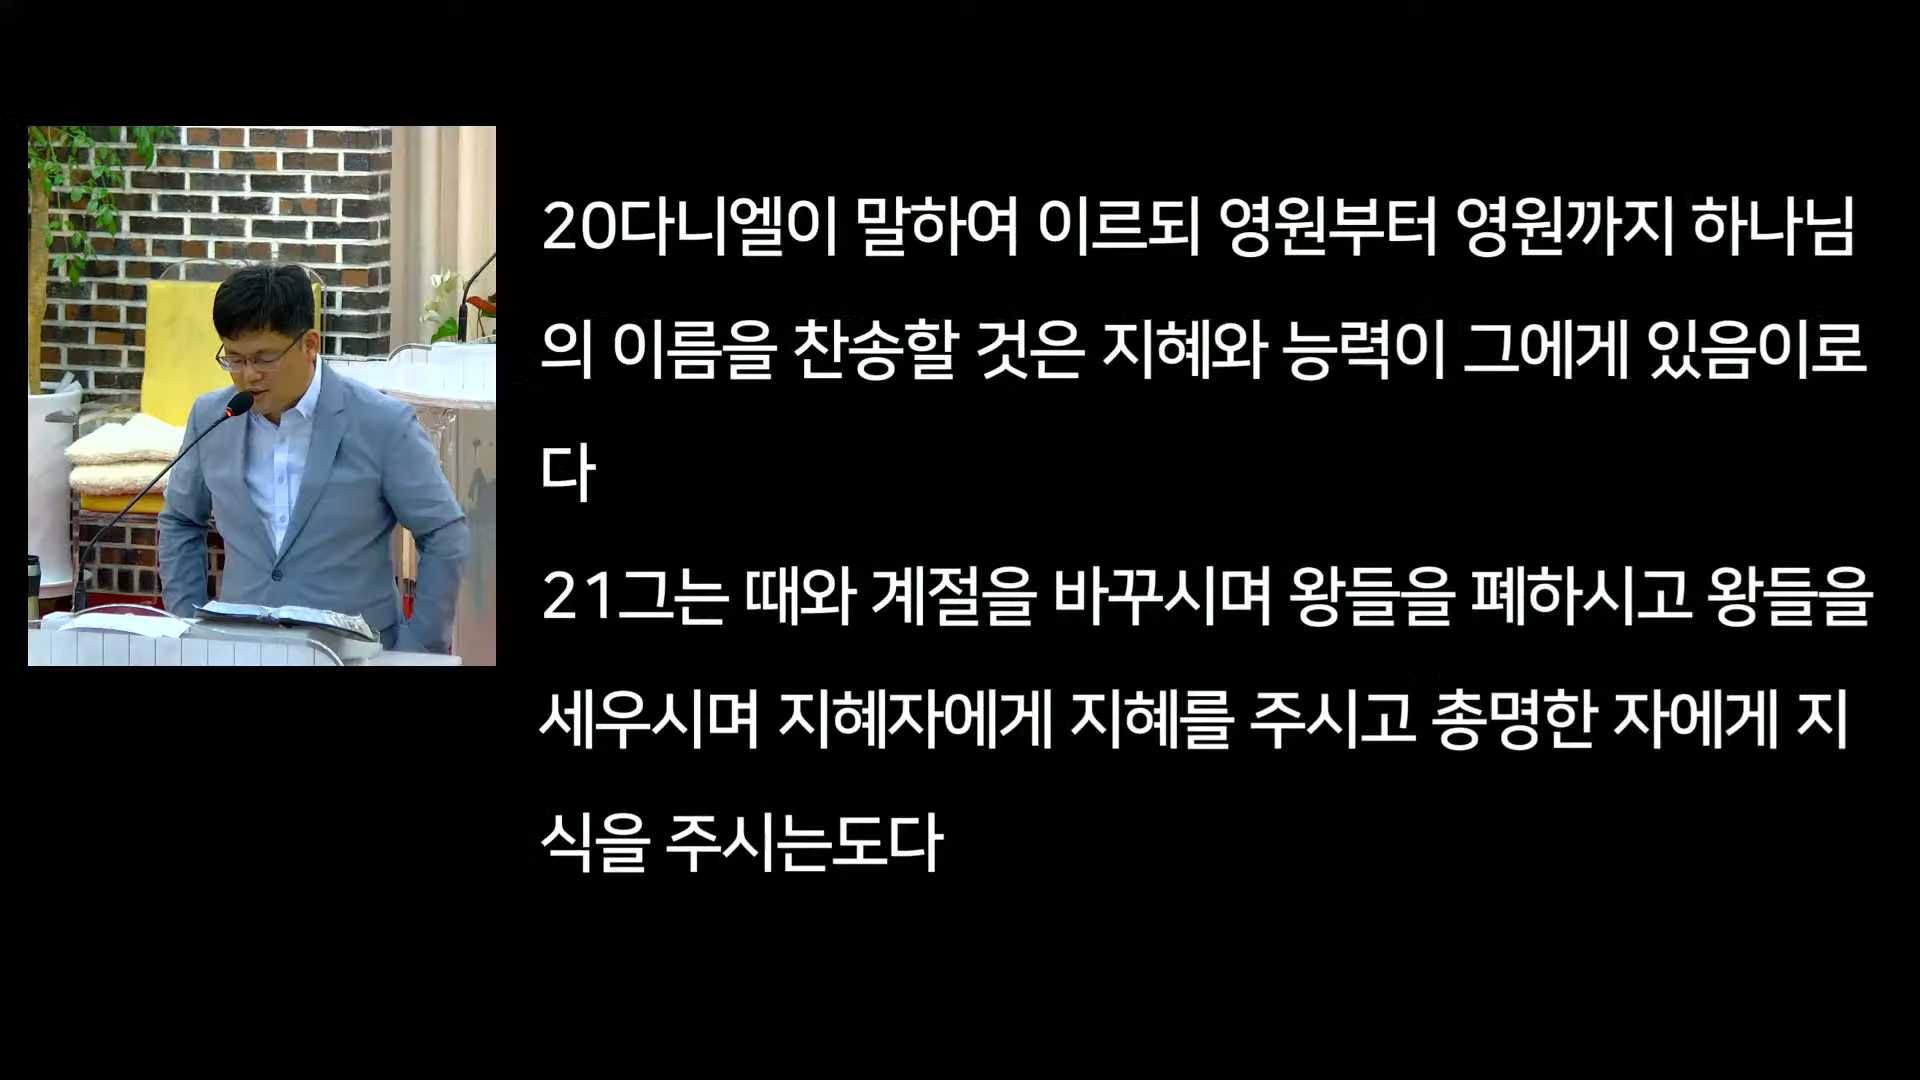 20다니엘이 말하여 이르되 영원부터 영원까지 하나님
의 이름을 찬송할 것은 지혜와 능력이 그에게 있음이로
다
21그는 때와 계절을 바꾸시며 왕들을 폐하시고 왕들을
세우시며 지혜자에게 지혜를 주시고 총명한 자에게 지
식을 주시는도다